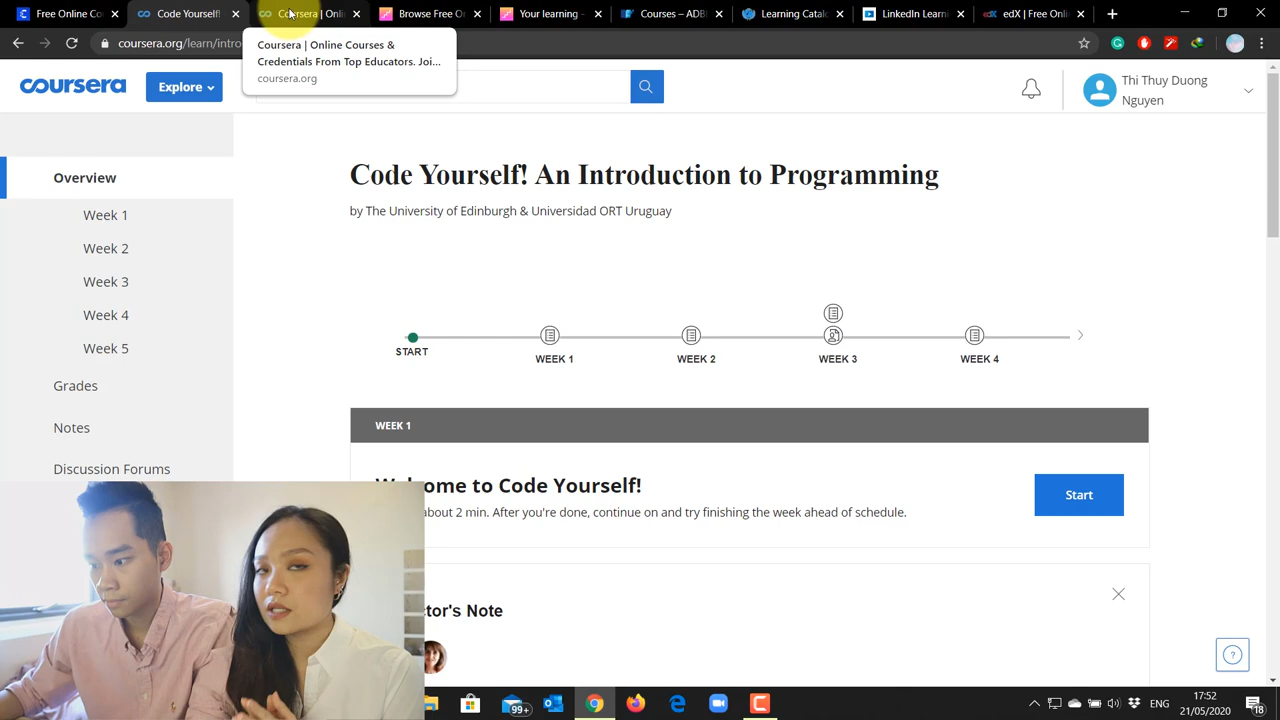 Free Online Co
Code Yourself!
Coursera | Onli
Browse Free O
Your learning -
Courses – ADB
Learning Catal
LinkedIn Learn
edX | Free Onl
coursera.org/learn/intro
Coursera | Online Courses &
Credentials From Top Educators. Joi...
coursera.org
coursera
Explore
Thi Thuy Duong
Nguyen
Overview
Week 1
Week 2
Week 3
Week 4
Week 5
Grades
Notes
Discussion Forums
Code Yourself! An Introduction to Programming
by The University of Edinburgh & Universidad ORT Uruguay
START
WEEK 1
WEEK 2
WEEK 3
WEEK 4
WEEK 1
Welcome to Code Yourself!
about 2 min. After you're done, continue on and try finishing the week ahead of schedule.
Start
ctor's Note
?
99+
ENG
17:52
21/05/2020
18